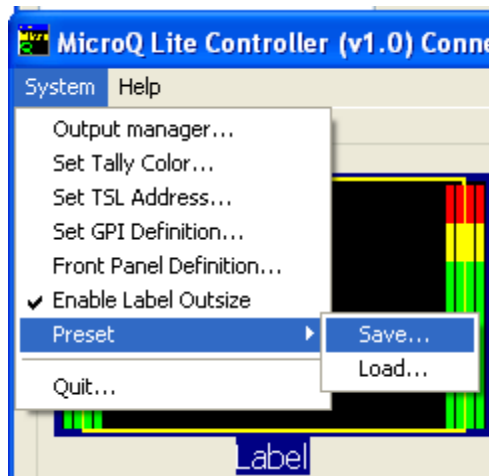 MicroQ Lite Controller (v1.0) Conne
System Help
Output manager...
Set Tally Color...
Set TSL Address...
Set GPI Definition...
Front Panel Definition...
Enable Label Outsize
Preset Save...
Load...
Quit...
Label